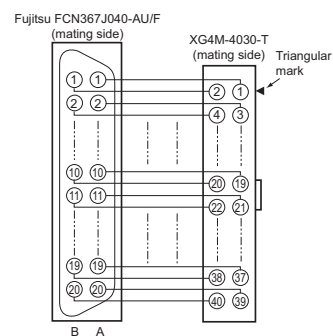 Fujitsu FCN367J040-AU/F
(mating side)
XG4M-4030-T
(mating side)
Triangular
mark
1 1
2 1
2 2
4 3
10 10
20 19
11 11
22 21
19 19
38 37
20 20
40 39
B A